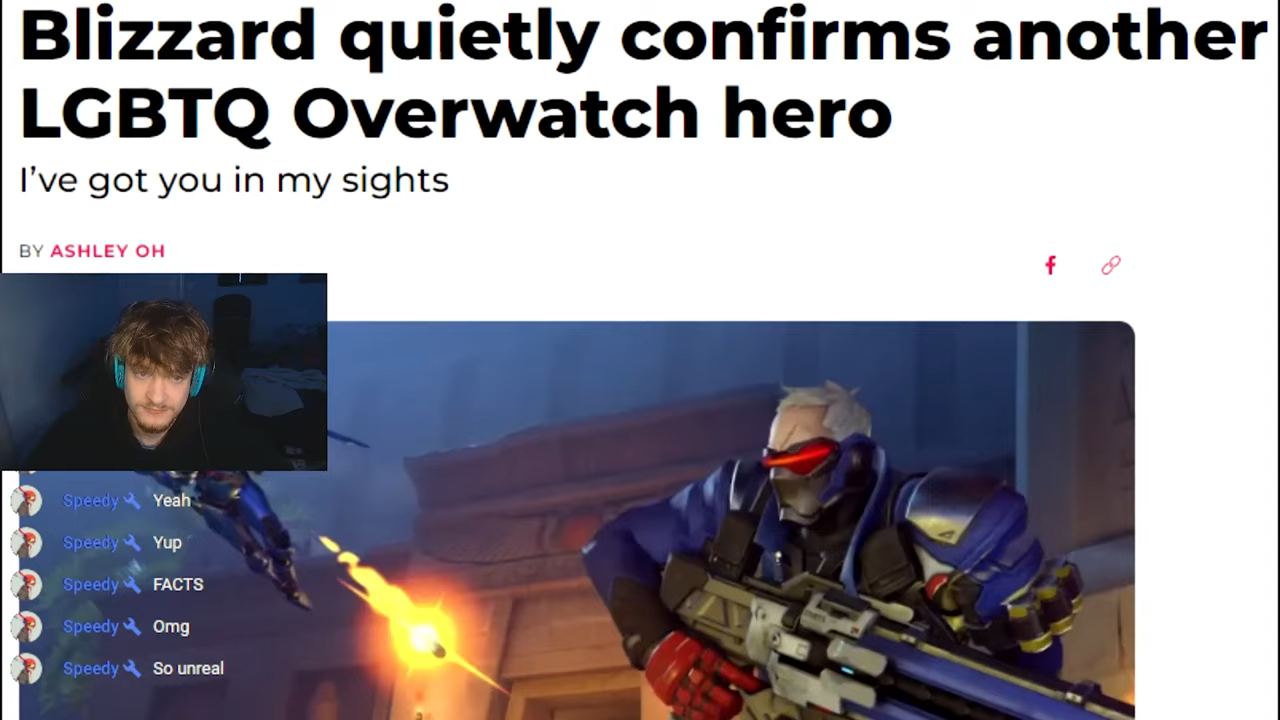 Blizzard quietly confirms another
LGBTQ Overwatch hero
I’ve got you in my sights
BY ASHLEY OH
Speedy Yeah
Speedy Yup
Speedy FACTS
Speedy Omg
Speedy So unreal